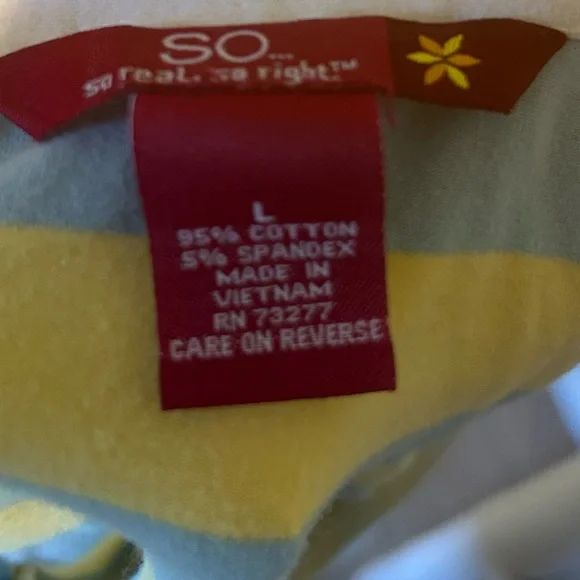 SO...
so real. so right.™
L
95% COTTON
5% SPANDEX
MADE IN
VIETNAM
RN 73277
CARE ON REVERSE